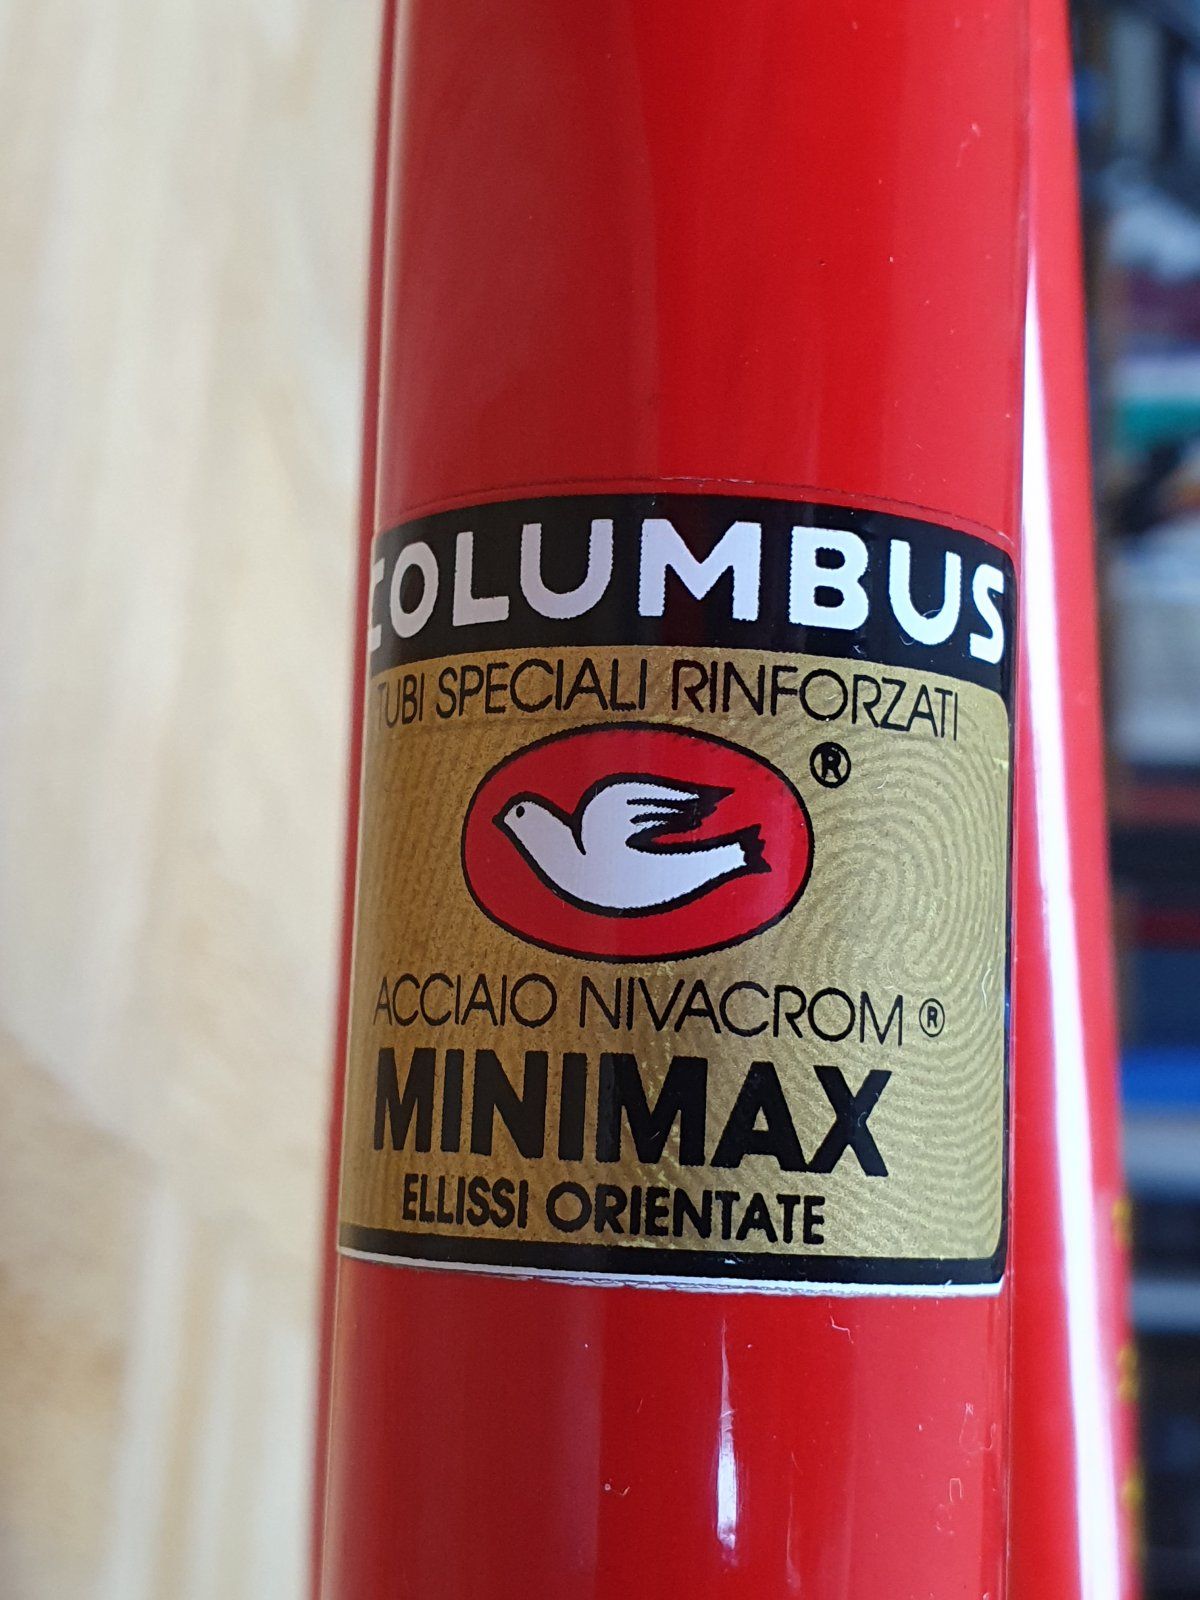 COLUMBUS
TUBI SPECIALI RINFORZATI
®
ACCIAIO NIVACROM®
MINIMAX
ELLISSI ORIENTATE